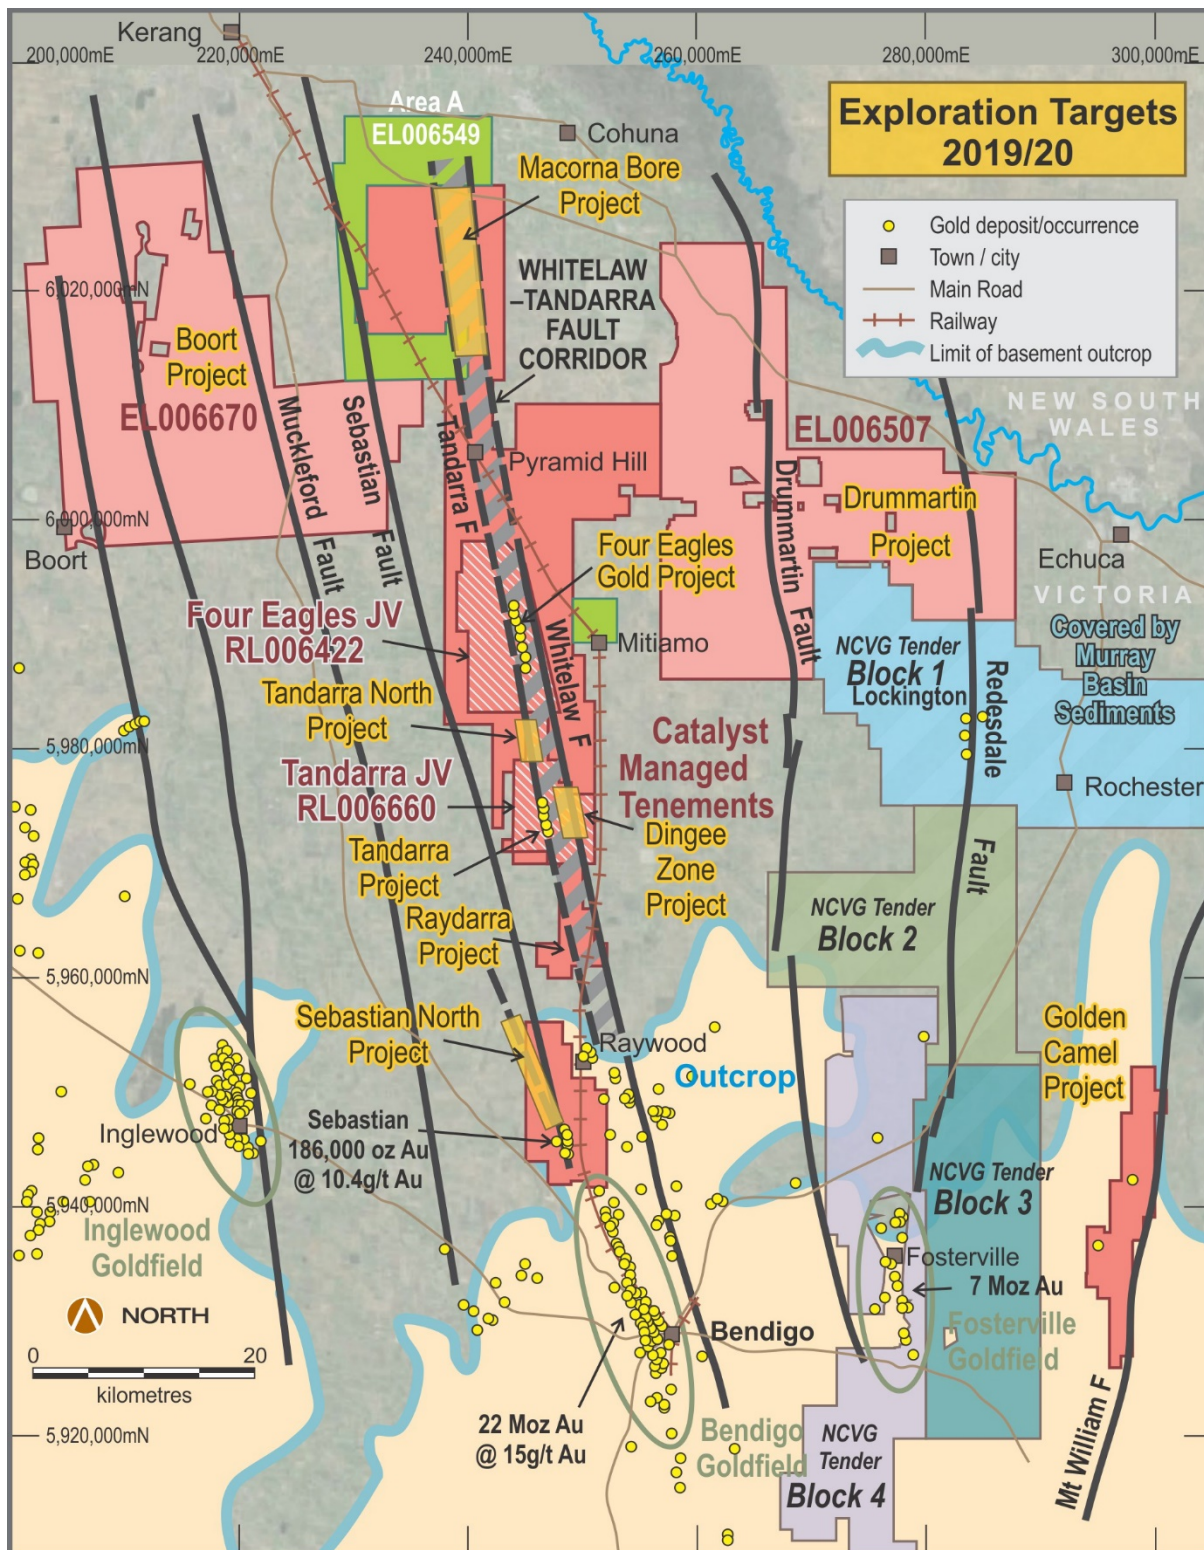 Kerang
200,000mE
220,000mE
240,000mE
260,000mE
280,000mE
300,000mE
Area A
EL006549
Cohuna
Macorna Bore
Project
Exploration Targets
2019/20
Gold deposit/occurrence
Town / city
Main Road
Railway
Limit of basement outcrop
WHITELAW
–TANDARRA
FAULT
CORRIDOR
6,020,000mN
Boort
Project
EL006670
Muckleford
Fault
Sebastian
Fault
Tandarra F
Pyramid Hill
EL006507
NEW SOUTH
WALES
Drummartin
Fault
Drummartin
Project
6,000,000mN
Boort
Four Eagles
Gold Project
Echuca
VICTORIA
Four Eagles JV
RL006422
Whitelaw F
Mitiamo
NCVG Tender
Block 1
Lockington
Redesdale
Fault
Covered by
Murray
Basin
Sediments
Tandarra North
Project
5,980,000mN
Catalyst
Managed
Tenements
Rochester
Tandarra JV
RL006660
Tandarra
Project
Dingee
Zone
Project
Raydarra
Project
NCVG Tender
Block 2
5,960,000mN
Sebastian North
Project
Raywood
Outcrop
Golden
Camel
Project
Inglewood
Sebastian
186,000 oz Au
@ 10.4g/t Au
NCVG Tender
Block 3
5,940,000mN
Inglewood
Goldfield
Fosterville
7 Moz Au
Fosterville
Goldfield
NORTH
Bendigo
0
20
kilometres
22 Moz Au
@ 15g/t Au
Bendigo
Goldfield
5,920,000mN
NCVG
Tender
Block 4
Mt William F